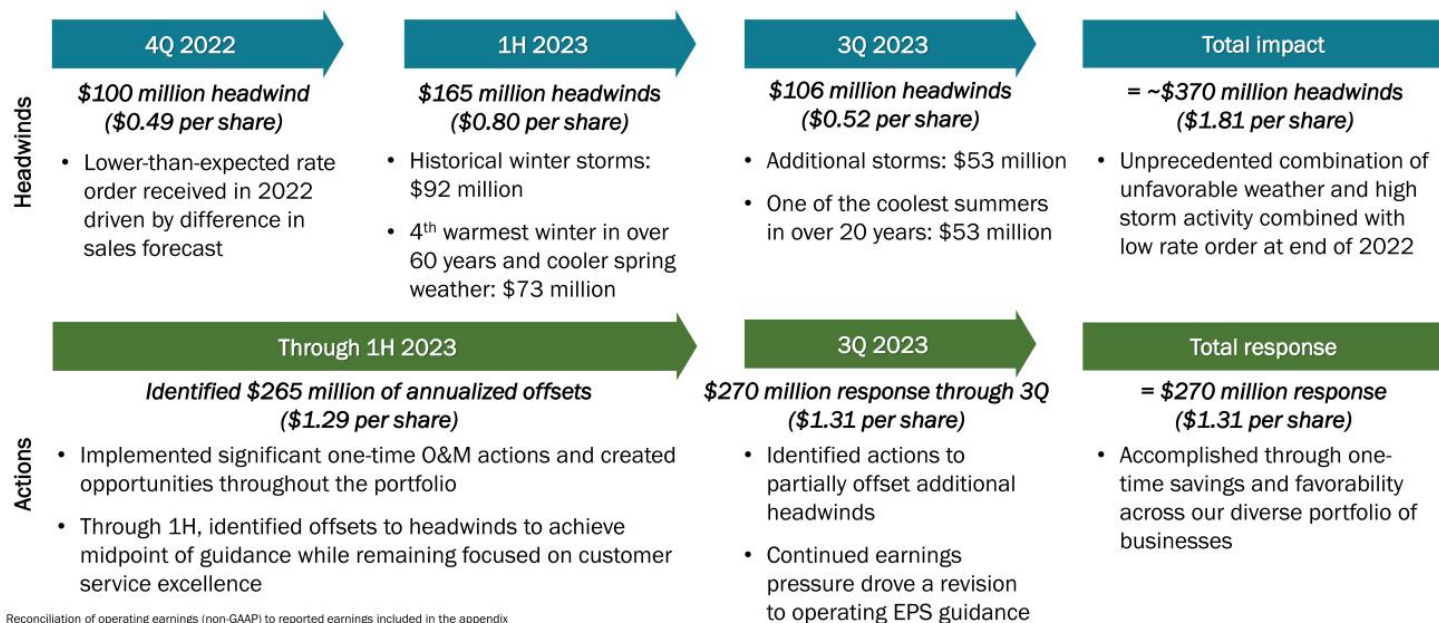 4Q 2022
1H 2023
3Q 2023
Total impact
Headwinds
$100 million headwind
($0.49 per share)
• Lower-than-expected rate
order received in 2022
driven by difference in
sales forecast
$165 million headwinds
($0.80 per share)
• Historical winter storms:
$92 million
• 4th warmest winter in over
60 years and cooler spring
weather: $73 million
$106 million headwinds
($0.52 per share)
• Additional storms: $53 million
• One of the coolest summers
in over 20 years: $53 million
= ~$370 million headwinds
($1.81 per share)
• Unprecedented combination of
unfavorable weather and high
storm activity combined with
low rate order at end of 2022
Through 1H 2023
3Q 2023
Total response
Actions
Identified $265 million of annualized offsets
($1.29 per share)
• Implemented significant one-time O&M actions and created
opportunities throughout the portfolio
• Through 1H, identified offsets to headwinds to achieve
midpoint of guidance while remaining focused on customer
service excellence
$270 million response through 3Q
($1.31 per share)
• Identified actions to
partially offset additional
headwinds
• Continued earnings
pressure drove a revision
to operating EPS guidance
= $270 million response
($1.31 per share)
• Accomplished through one-
time savings and favorability
across our diverse portfolio of
businesses
Reconciliation of operating earnings (non-GAAP) to reported earnings included in the appendix